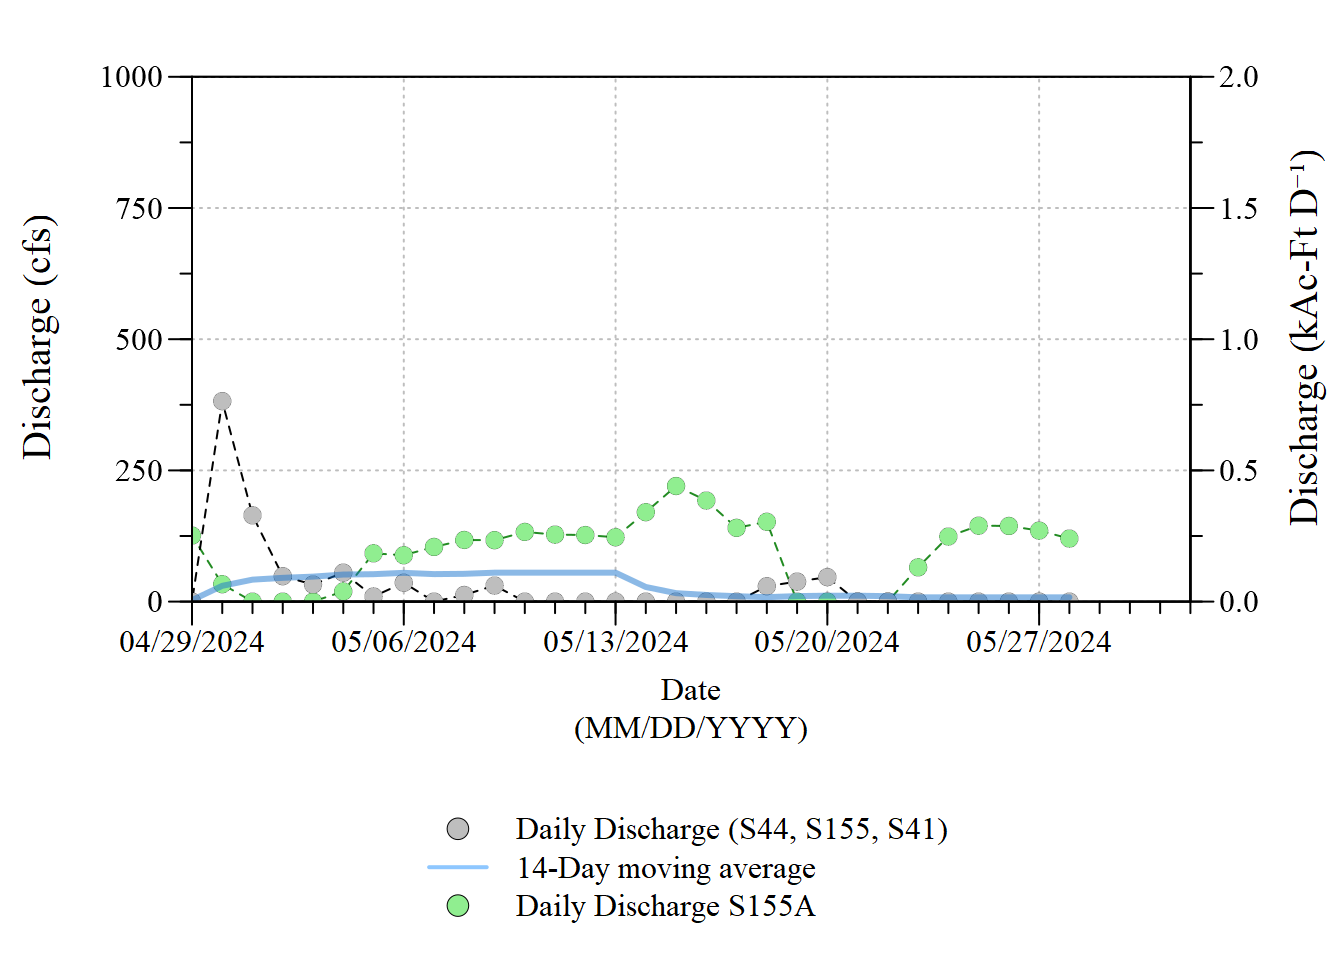 1000
750
500
250
0
Discharge (cfs)
2.0
1.5
1.0
0.5
0.0
Discharge (kAc-Ft D⁻¹)
04/29/2024 05/06/2024 05/13/2024 05/20/2024 05/27/2024
Date
(MM/DD/YYYY)
Daily Discharge (S44, S155, S41)
14-Day moving average
Daily Discharge S155A